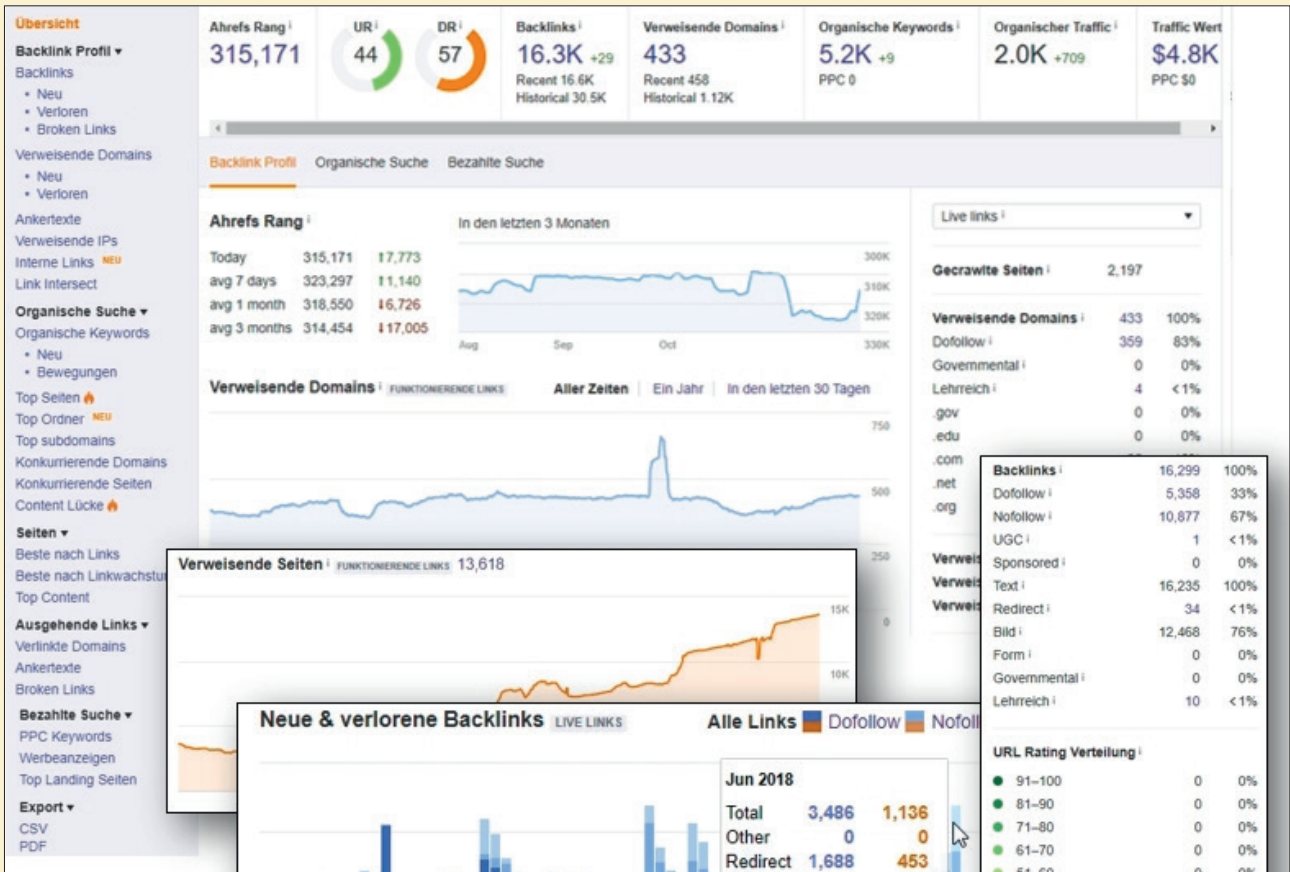 Übersicht
Backlink Profil ▾
Backlinks
• Neu
• Verloren
• Broken Links
Verweisende Domains
• Neu
• Verloren
Ankertexte
Verweisende IPs
Interne Links NEU
Link Intersect
Organische Suche ▾
Organische Keywords
• Neu
• Bewegungen
Top Seiten
Top Ordner NEU
Top subdomains
Konkurrierende Domains
Konkurrierende Seiten
Content Lücke
Seiten ▾
Beste nach Links
Beste nach
Top Content
Ausgehende Links ▾
Verlinkte Domains
Ankertexte
Broken Links
Bezahlte Suche ▾
PPC Keywords
Werbeanzeigen
Top Landing Seiten
Export ▾
CSV
PDF
Ahrefs Rang i
315,171
UR i
44
DR i
57
Backlinks i
16.3K +29
Recent 16.6K
Historical 30.5K
Verweisende Domains i
433
Recent 458
Historical 1.12K
Organische Keywords i
5.2K +9
PPC 0
Organischer Traffic i
2.0K +709
Traffic Wert
$4.8K
PPC $0
Backlink Profil Organische Suche Bezahlte Suche
Ahrefs Rang i In den letzten 3 Monaten
Today 315,171 ↑7,773
avg 7 days 323,297 ↑1,140
avg 1 month 318,550 ↓6,726
avg 3 months 314,454 ↓17,005
300K
310K
320K
330K
Aug Sep Oct
Verweisende Domains i FUNKTIONIERENDE LINKS Aller Zeiten Ein Jahr In den letzten 30 Tagen
750
500
250
0
Live links i ▾
Gecrawlte Seiten i 2,197
Verweisende Domains i 433 100%
Dofollow i 359 83%
Governmental i 0 0%
Lehrreich i 4 <1%
.gov 0 0%
.edu 0 0%
.com
.net
.org
Verweisende Seiten i FUNKTIONIERENDE LINKS 13,618
15K
10K
Neue & verlorene Backlinks LIVE LINKS Alle Links Dofollow
Jun 2018
Total 3,486 1,136
Other 0 0
Redirect 1,688 453
Backlinks i 16,299 100%
Dofollow i 5,358 33%
Nofollow i 10,877 67%
UGC i 1 <1%
Sponsored i 0 0%
Text i 16,235 100%
Redirect i 34 <1%
Bild i 12,468 76%
Form i 0 0%
Governmental i 0 0%
Lehrreich i 10 <1%
URL Rating Verteilung i
91–100 0 0%
81–90 0 0%
71–80 0 0%
61–70 0 0%